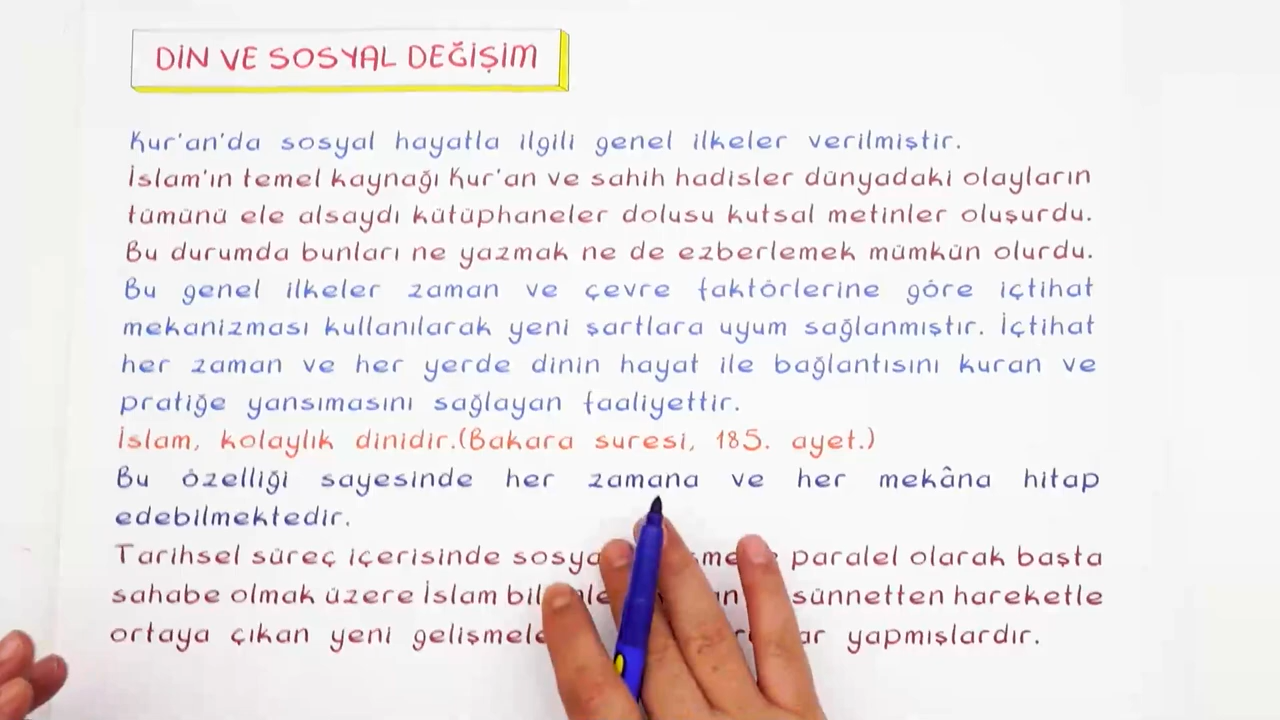 DİN VE SOSYAL DEĞİŞİM
Kur'an'da sosyal hayatla ilgili genel ilkeler verilmiştir.
İslam'ın temel kaynağı Kur'an ve sahih hadisler dünyadaki olayların
tümünü ele alsaydı kütüphaneler dolusu kutsal metinler oluşurdu.
Bu durumda bunları ne yazmak ne de ezberlemek mümkün olurdu.
Bu genel ilkeler zaman ve çevre faktörlerine göre içtihat
mekanizması kullanılarak yeni şartlara uyum sağlanmıştır. İçtihat
her zaman ve her yerde dinin hayat ile bağlantısını kuran ve
pratiğe yansımasını sağlayan faaliyettir.
İslam, kolaylık dinidir.(Bakara suresi, 185. ayet.)
Bu özelliği sayesinde her zamana ve her mekâna hitap
edebilmektedir.
Tarihsel süreç içerisinde paralel olarak başta
sahabe olmak üzere İslam sünnetten hareketle
ortaya çıkan yeni yapmışlardır.